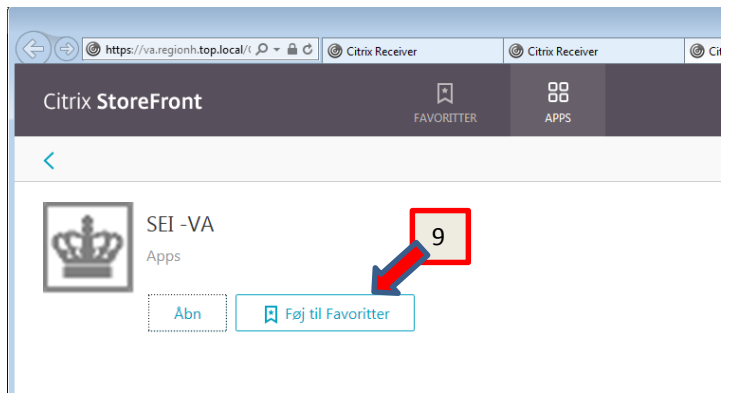 https://va.regionh.top.local/(
Citrix Receiver
Citrix Receiver
Cit
Citrix StoreFront
FAVORITTER
APPS
SEI -VA
Apps
9
Åbn
Føj til Favoritter